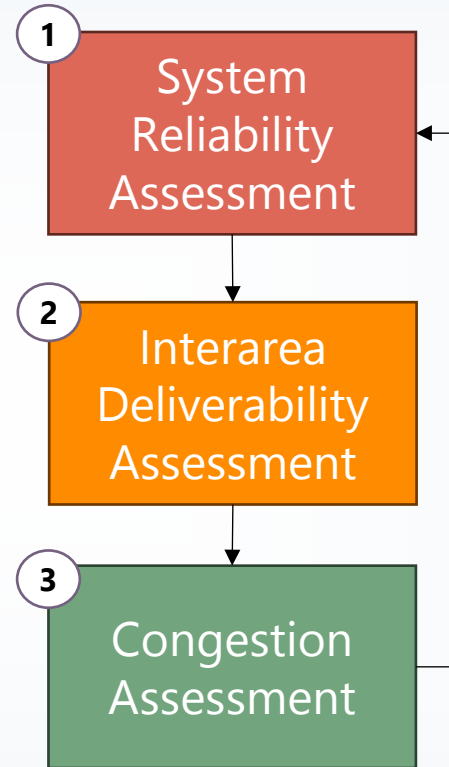 1
System
Reliability
Assessment
2
Interarea
Deliverability
Assessment
3
Congestion
Assessment